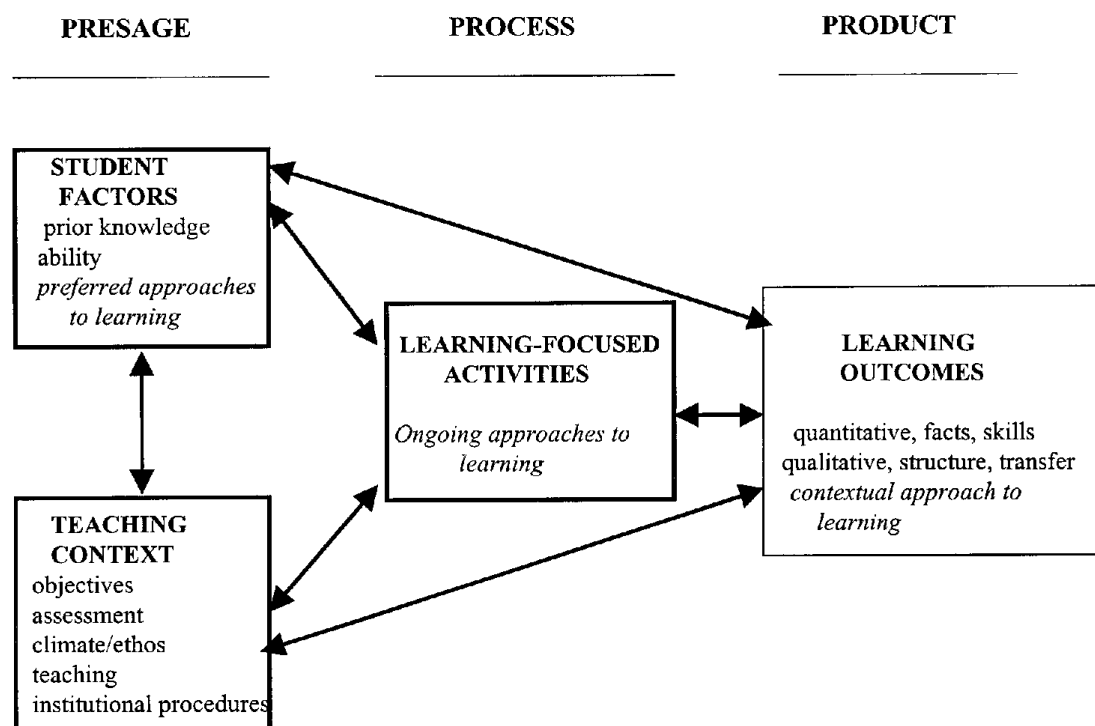 PRESAGE
PROCESS
PRODUCT
STUDENT
FACTORS
prior knowledge
ability
preferred approaches
to learning
LEARNING-FOCUSED
ACTIVITIES
Ongoing approaches to
learning
LEARNING
OUTCOMES
quantitative, facts, skills
qualitative, structure, transfer
contextual approach to
learning
TEACHING
CONTEXT
objectives
assessment
climate/ethos
teaching
institutional procedures